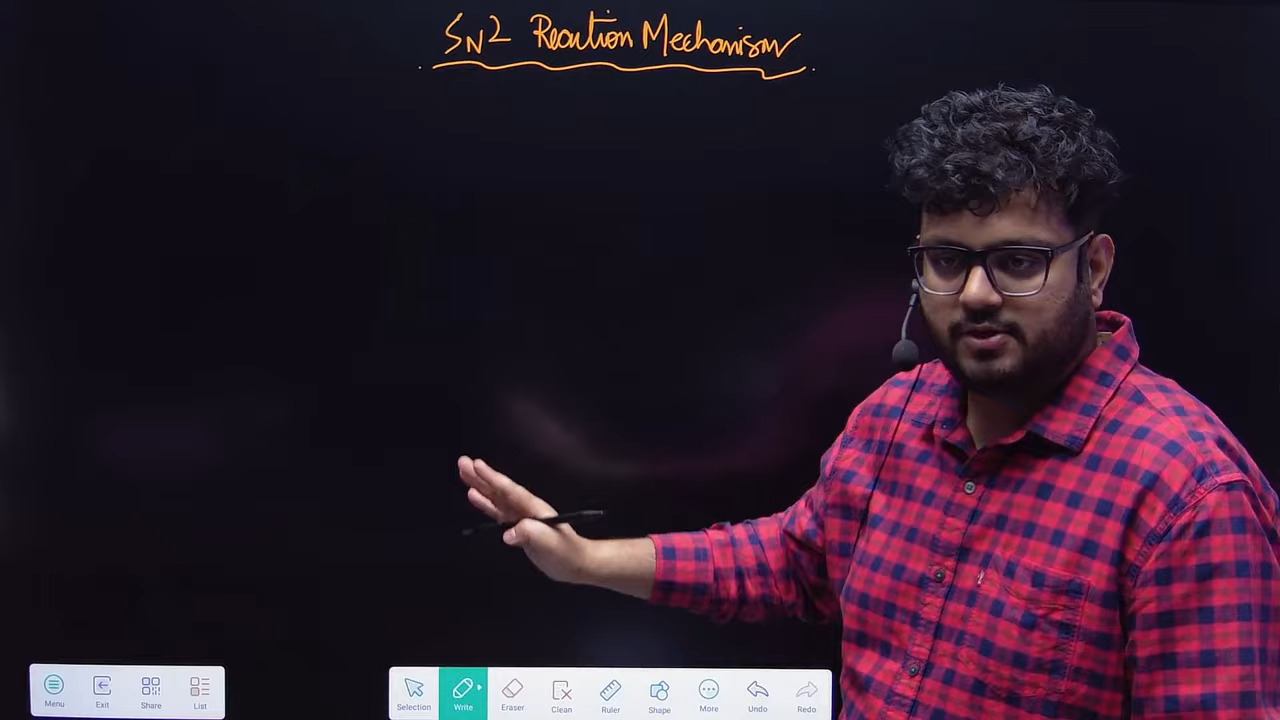 SN2 Reaction Mechanism
Menu Exit Share List
Selection Write Eraser Clean Ruler Shape More Undo Redo